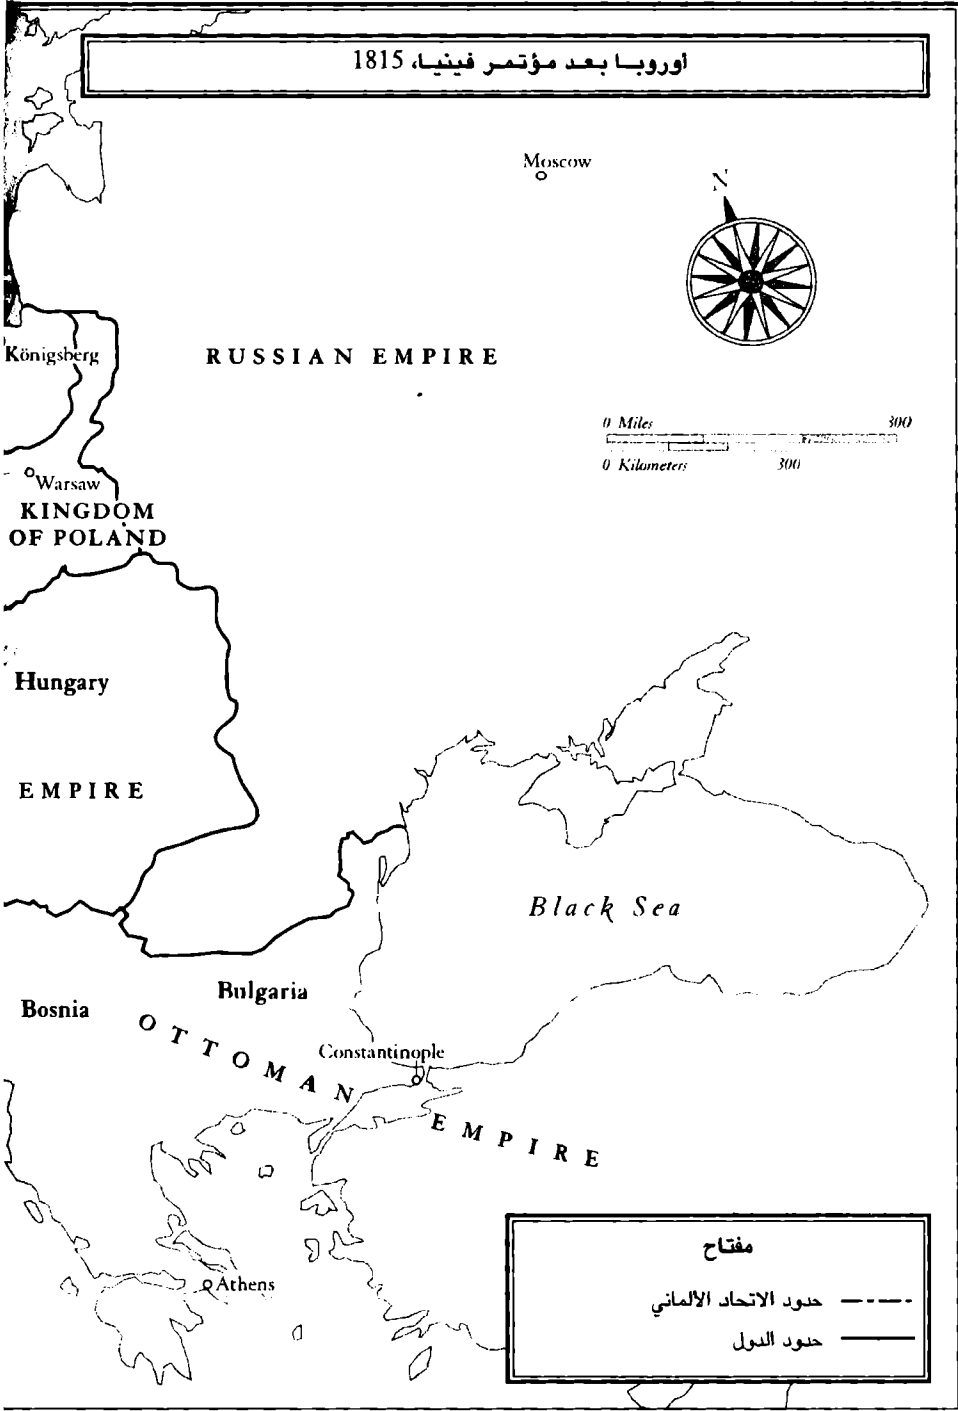 أوروبا بعد مؤتمر فيينا، 1815
Moscow
N
Königsberg
RUSSIAN EMPIRE
0 Miles 300
0 Kilometers 300
Warsaw
KINGDOM
OF POLAND
Hungary
EMPIRE
Black Sea
Bulgaria
Bosnia
OTTOMAN EMPIRE
Constantinople
Athens
مفتاح
حدود الاتحاد الألماني
حدود الدول